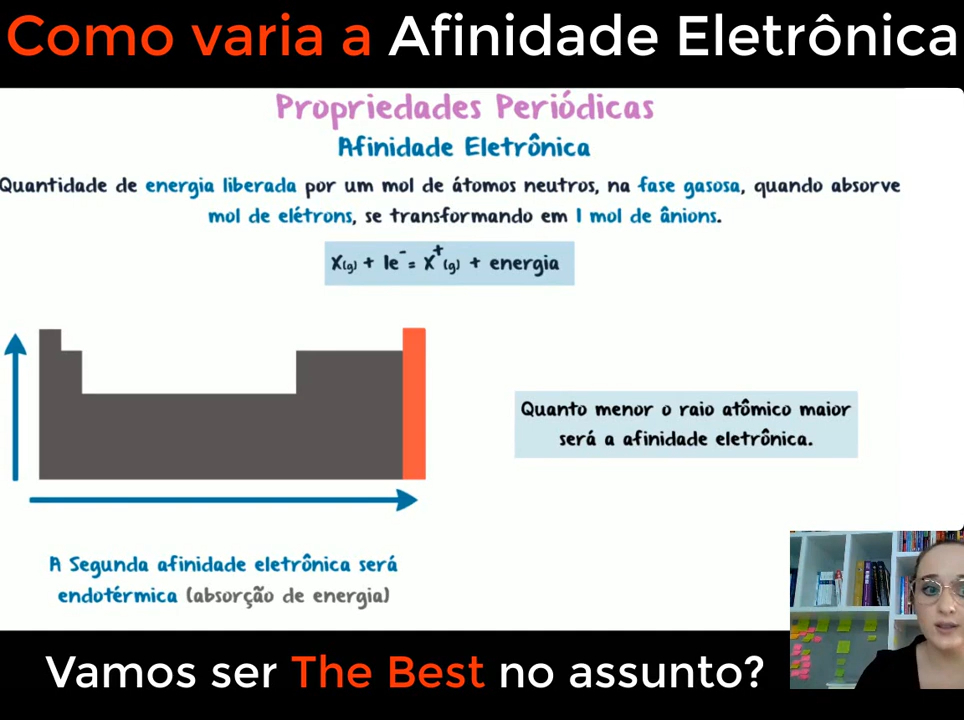 Como varia a Afinidade Eletrônica
Propriedades Periódicas
Afinidade Eletrônica
Quantidade de energia liberada por um mol de átomos neutros, na fase gasosa, quando absorve
mol de elétrons, se transformando em 1 mol de ânions.
X(g) + 1e⁻ = X⁺(g) + energia
Quanto menor o raio atômico maior
será a afinidade eletrônica.
A Segunda afinidade eletrônica será
endotérmica (absorção de energia)
Vamos ser The Best no assunto?